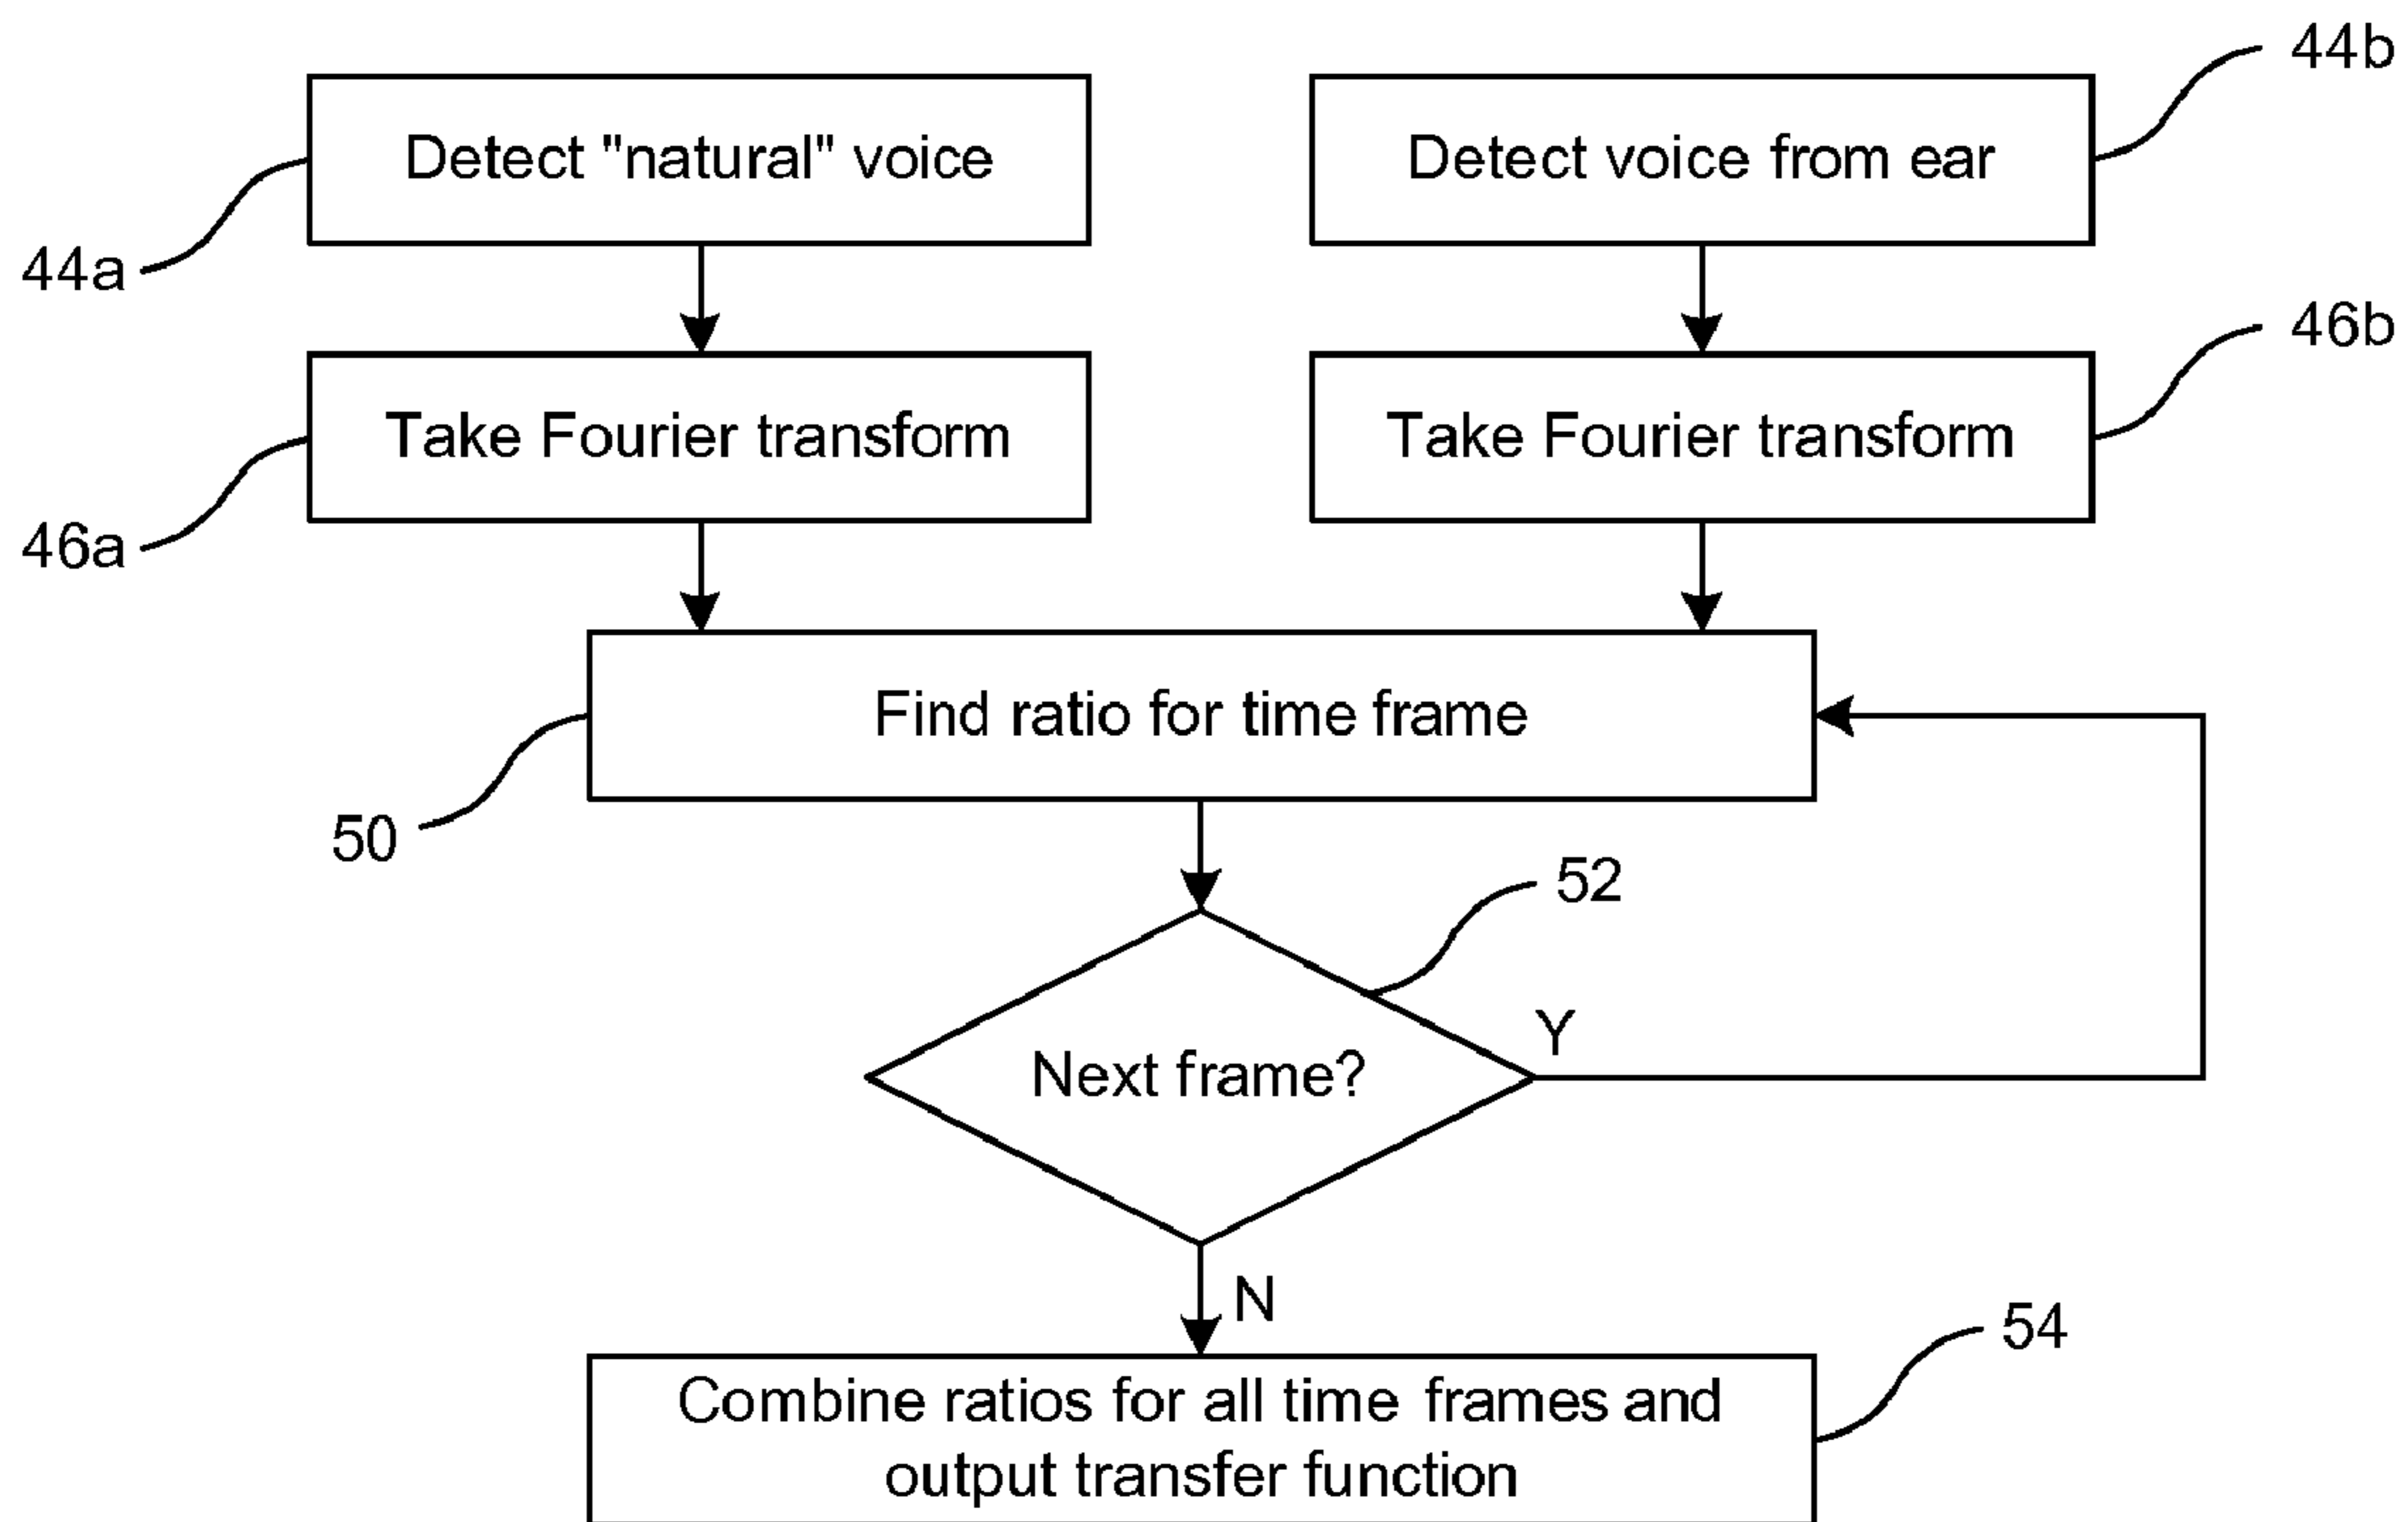 44b
Detect "natural" voice
Detect voice from ear
44a
46b
Take Fourier transform
Take Fourier transform
46a
Find ratio for time frame
50
52
Y
Next frame?
N
54
Combine ratios for all time frames and
output transfer function